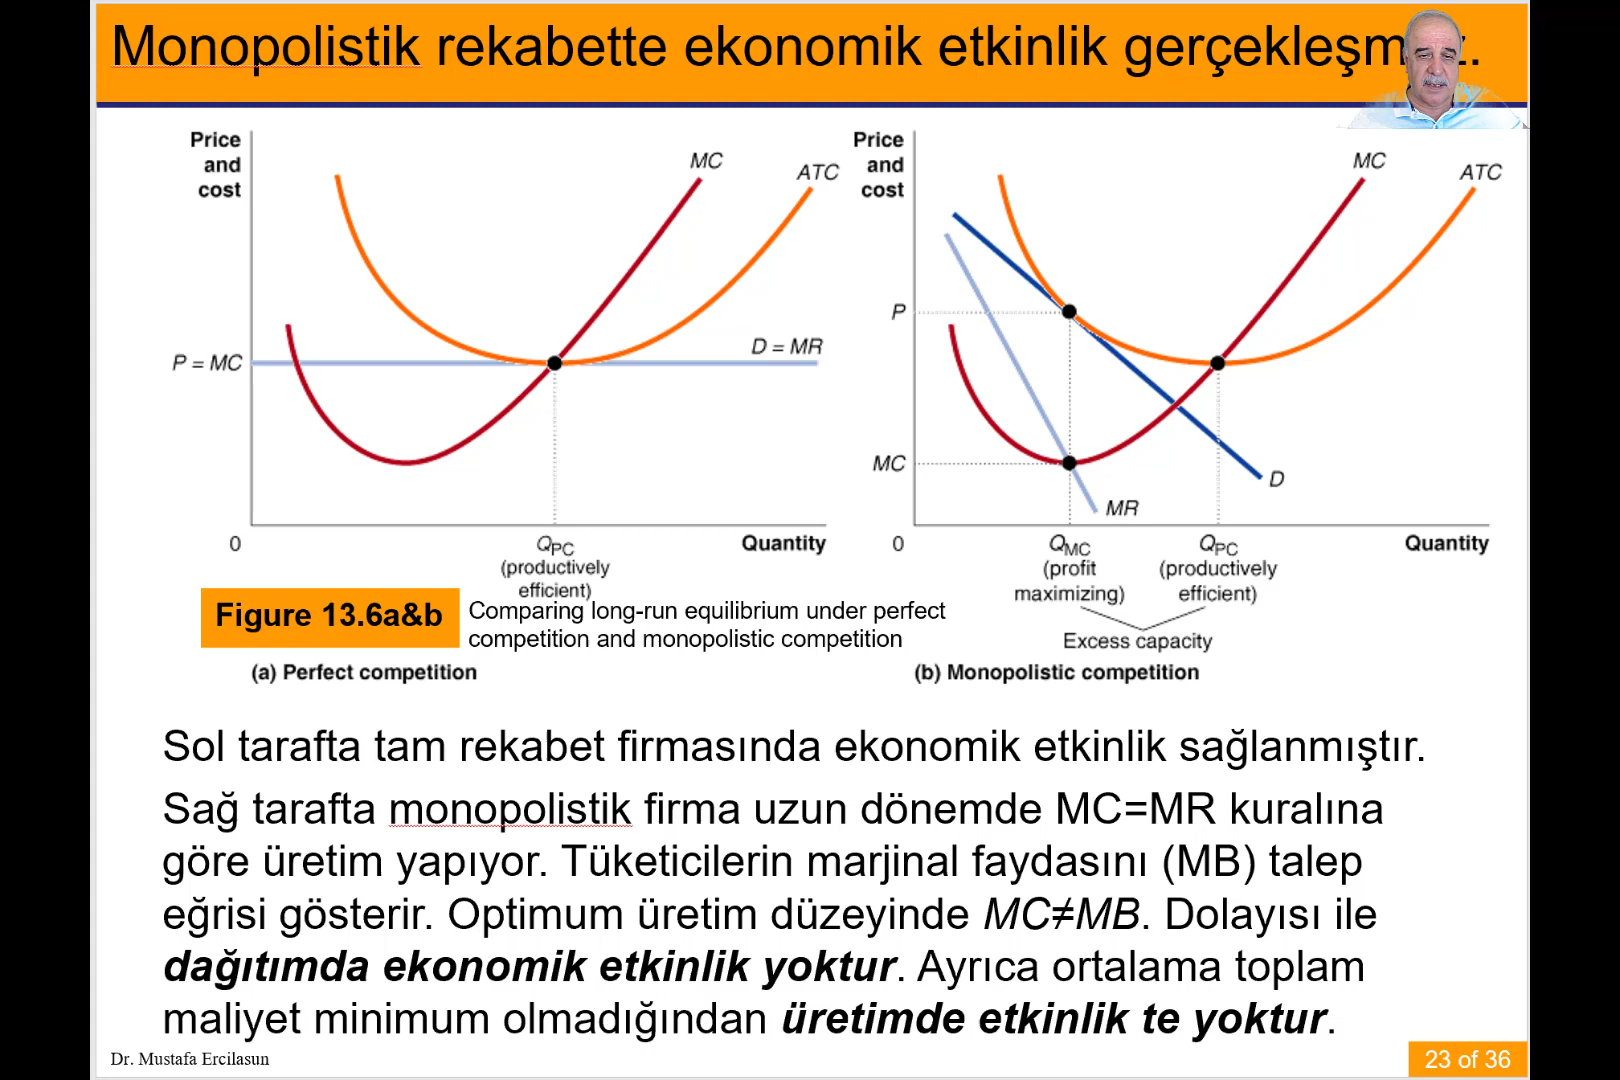 Monopolistik rekabette ekonomik etkinlik
Price
and
cost
MC
ATC
P = MC
D = MR
0
QPC
(productively
efficient)
Quantity
Price
and
cost
MC
ATC
P
MC
D
MR
0
QMC
(profit
maximizing)
QPC
(productively
efficient)
Quantity
Excess capacity
Figure 13.6a&b
Comparing long-run equilibrium under perfect
competition and monopolistic competition
(a) Perfect competition
(b) Monopolistic competition
Sol tarafta tam rekabet firmasında ekonomik etkinlik sağlanmıştır.
Sağ tarafta monopolistik firma uzun dönemde MC=MR kuralına
göre üretim yapıyor. Tüketicilerin marjinal faydasını (MB) talep
eğrisi gösterir. Optimum üretim düzeyinde MC≠MB. Dolayısı ile
dağıtımda ekonomik etkinlik yoktur. Ayrıca ortalama toplam
maliyet minimum olmadığından üretimde etkinlik te yoktur.
Dr. Mustafa Ercilasun
23 of 36